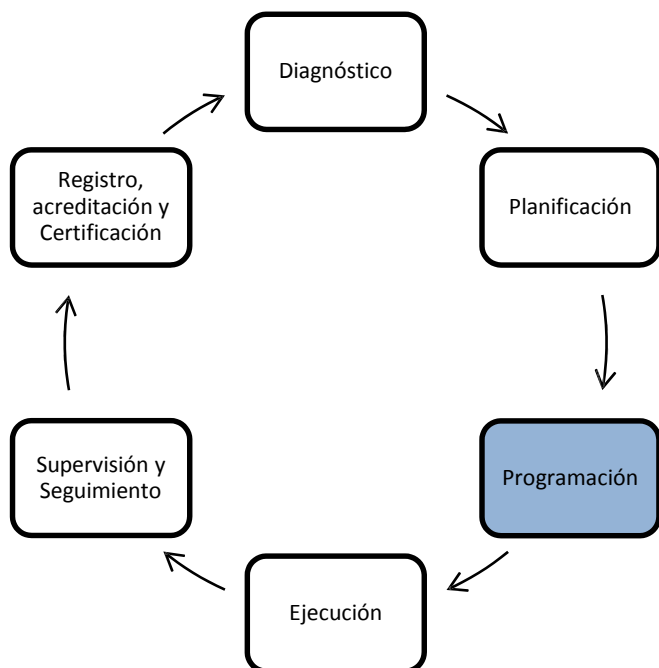 Diagnóstico
Planificación
Programación
Ejecución
Supervisión y
Seguimiento
Registro,
acreditación y
Certificación